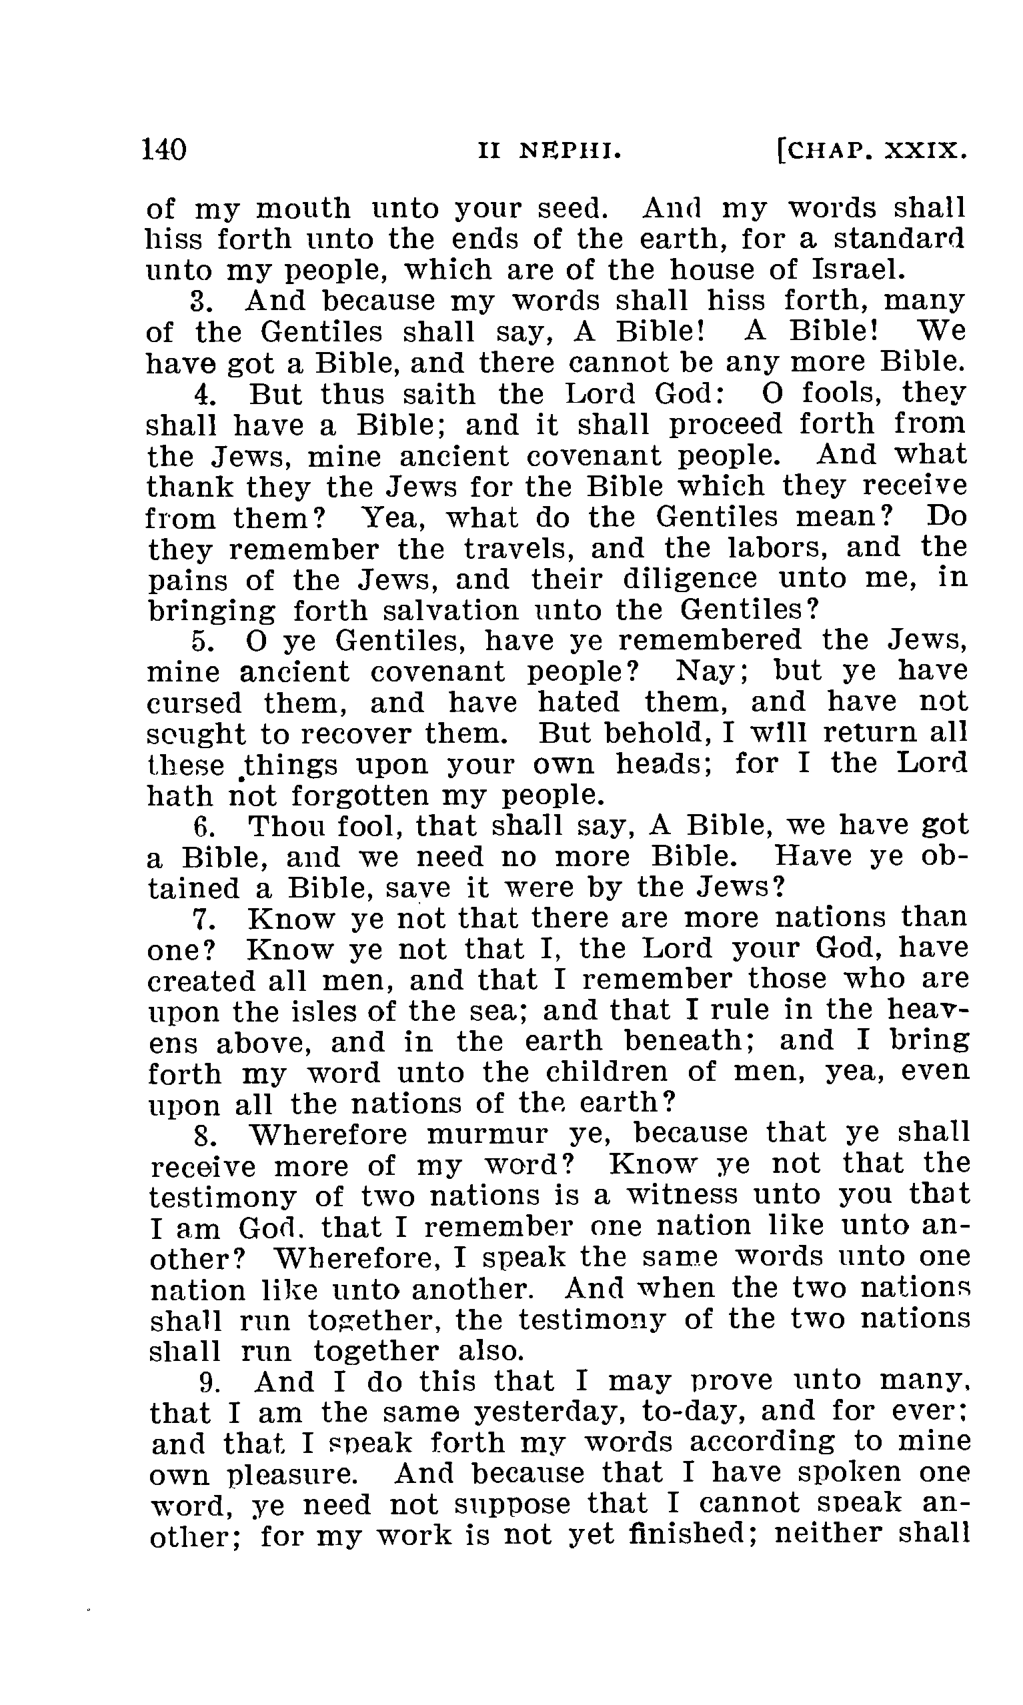 140 II NEPHI. [CHAP. XXIX.
of my mouth unto your seed. And my words shall
hiss forth unto the ends of the earth, for a standard
unto my people, which are of the house of Israel.
3. And because my words shall hiss forth, many
of the Gentiles shall say, A Bible! A Bible! We
have got a Bible, and there cannot be any more Bible.
4. But thus saith the Lord God: O fools, they
shall have a Bible; and it shall proceed forth from
the Jews, mine ancient covenant people. And what
thank they the Jews for the Bible which they receive
from them? Yea, what do the Gentiles mean? Do
they remember the travels, and the labors, and the
pains of the Jews, and their diligence unto me, in
bringing forth salvation unto the Gentiles?
5. O ye Gentiles, have ye remembered the Jews,
mine ancient covenant people? Nay; but ye have
cursed them, and have hated them, and have not
sought to recover them. But behold, I will return all
these things upon your own heads; for I the Lord
hath not forgotten my people.
6. Thou fool, that shall say, A Bible, we have got
a Bible, and we need no more Bible. Have ye ob-
tained a Bible, save it were by the Jews?
7. Know ye not that there are more nations than
one? Know ye not that I, the Lord your God, have
created all men, and that I remember those who are
upon the isles of the sea; and that I rule in the heav-
ens above, and in the earth beneath; and I bring
forth my word unto the children of men, yea, even
upon all the nations of the earth?
8. Wherefore murmur ye, because that ye shall
receive more of my word? Know ye not that the
testimony of two nations is a witness unto you that
I am God, that I remember one nation like unto an-
other? Wherefore, I speak the same words unto one
nation like unto another. And when the two nations
shall run together, the testimony of the two nations
shall run together also.
9. And I do this that I may prove unto many,
that I am the same yesterday, to-day, and for ever;
and that I speak forth my words according to mine
own pleasure. And because that I have spoken one
word, ye need not suppose that I cannot speak an-
other; for my work is not yet finished; neither shall